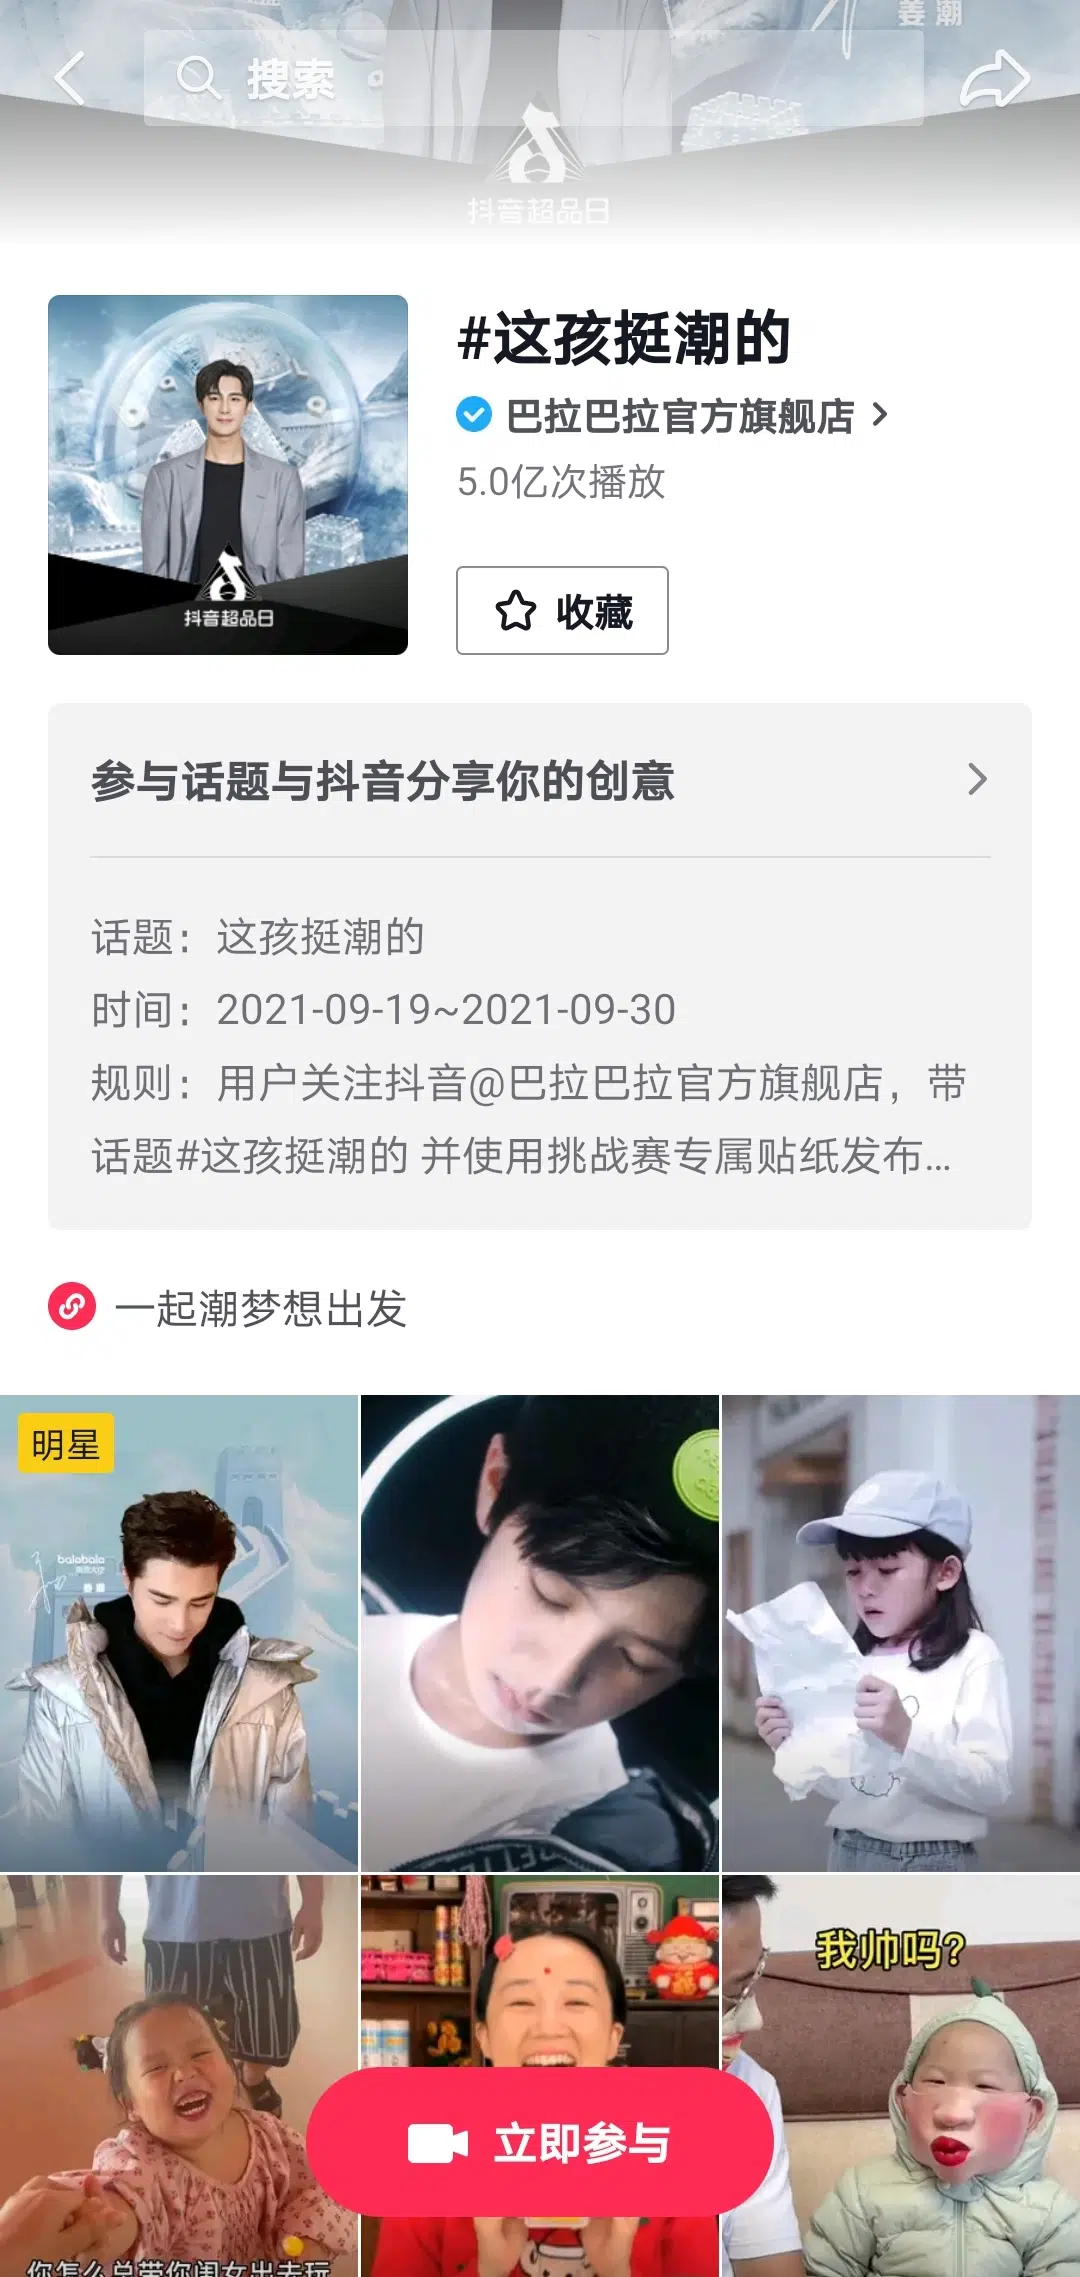 姜潮
搜索
抖音超品日
#这孩挺潮的
巴拉巴拉官方旗舰店
5.0亿次播放
收藏
抖音超品日
参与话题与抖音分享你的创意
话题：这孩挺潮的
时间：2021-09-19~2021-09-30
规则：用户关注抖音@巴拉巴拉官方旗舰店，带
话题#这孩挺潮的 并使用挑战赛专属贴纸发布...
一起潮梦想出发
明星
balabala
我帅吗?
立即参与
你怎么总带你闺女出去玩